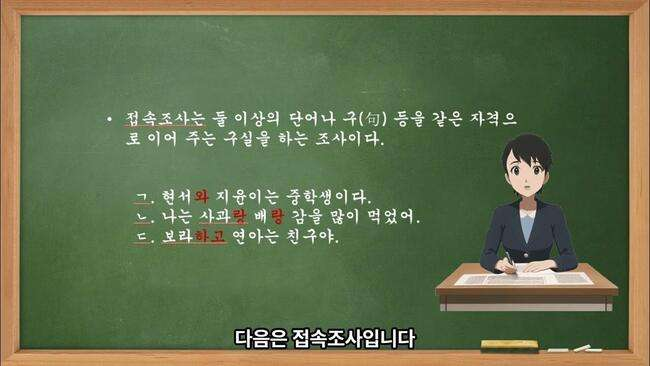 • 접속조사는 둘 이상의 단어나 구(句) 등을 같은 자격으
로 이어 주는 구실을 하는 조사이다.
ㄱ. 현서와 지윤이는 중학생이다.
ㄴ. 나는 사과랑 배랑 감을 많이 먹었어.
ㄷ. 보라하고 연아는 친구야.
다음은 접속조사입니다